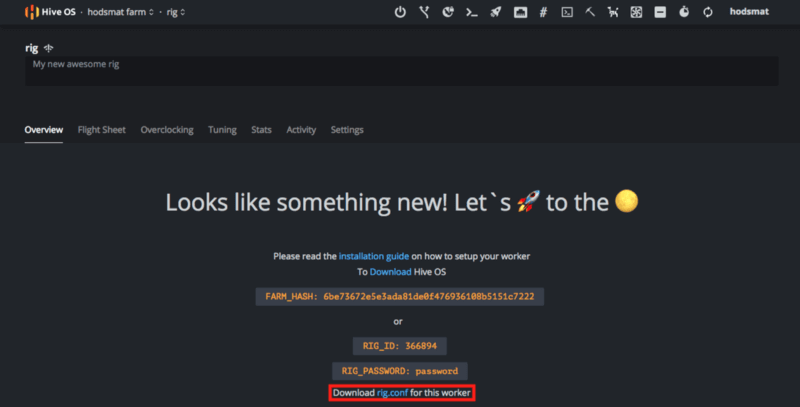 Hive OS · hodsmat farm · rig # hodsmat
rig
My new awesome rig
Overview Flight Sheet Overclocking Tuning Stats Activity Settings
Looks like something new! Let`s 🚀 to the 🌕
Please read the installation guide on how to setup your worker
To Download Hive OS
FARM_HASH: 6be73672e5e3ada81de0f476936108b5151c7222
or
RIG_ID: 366894
RIG_PASSWORD: password
Download rig.conf for this worker